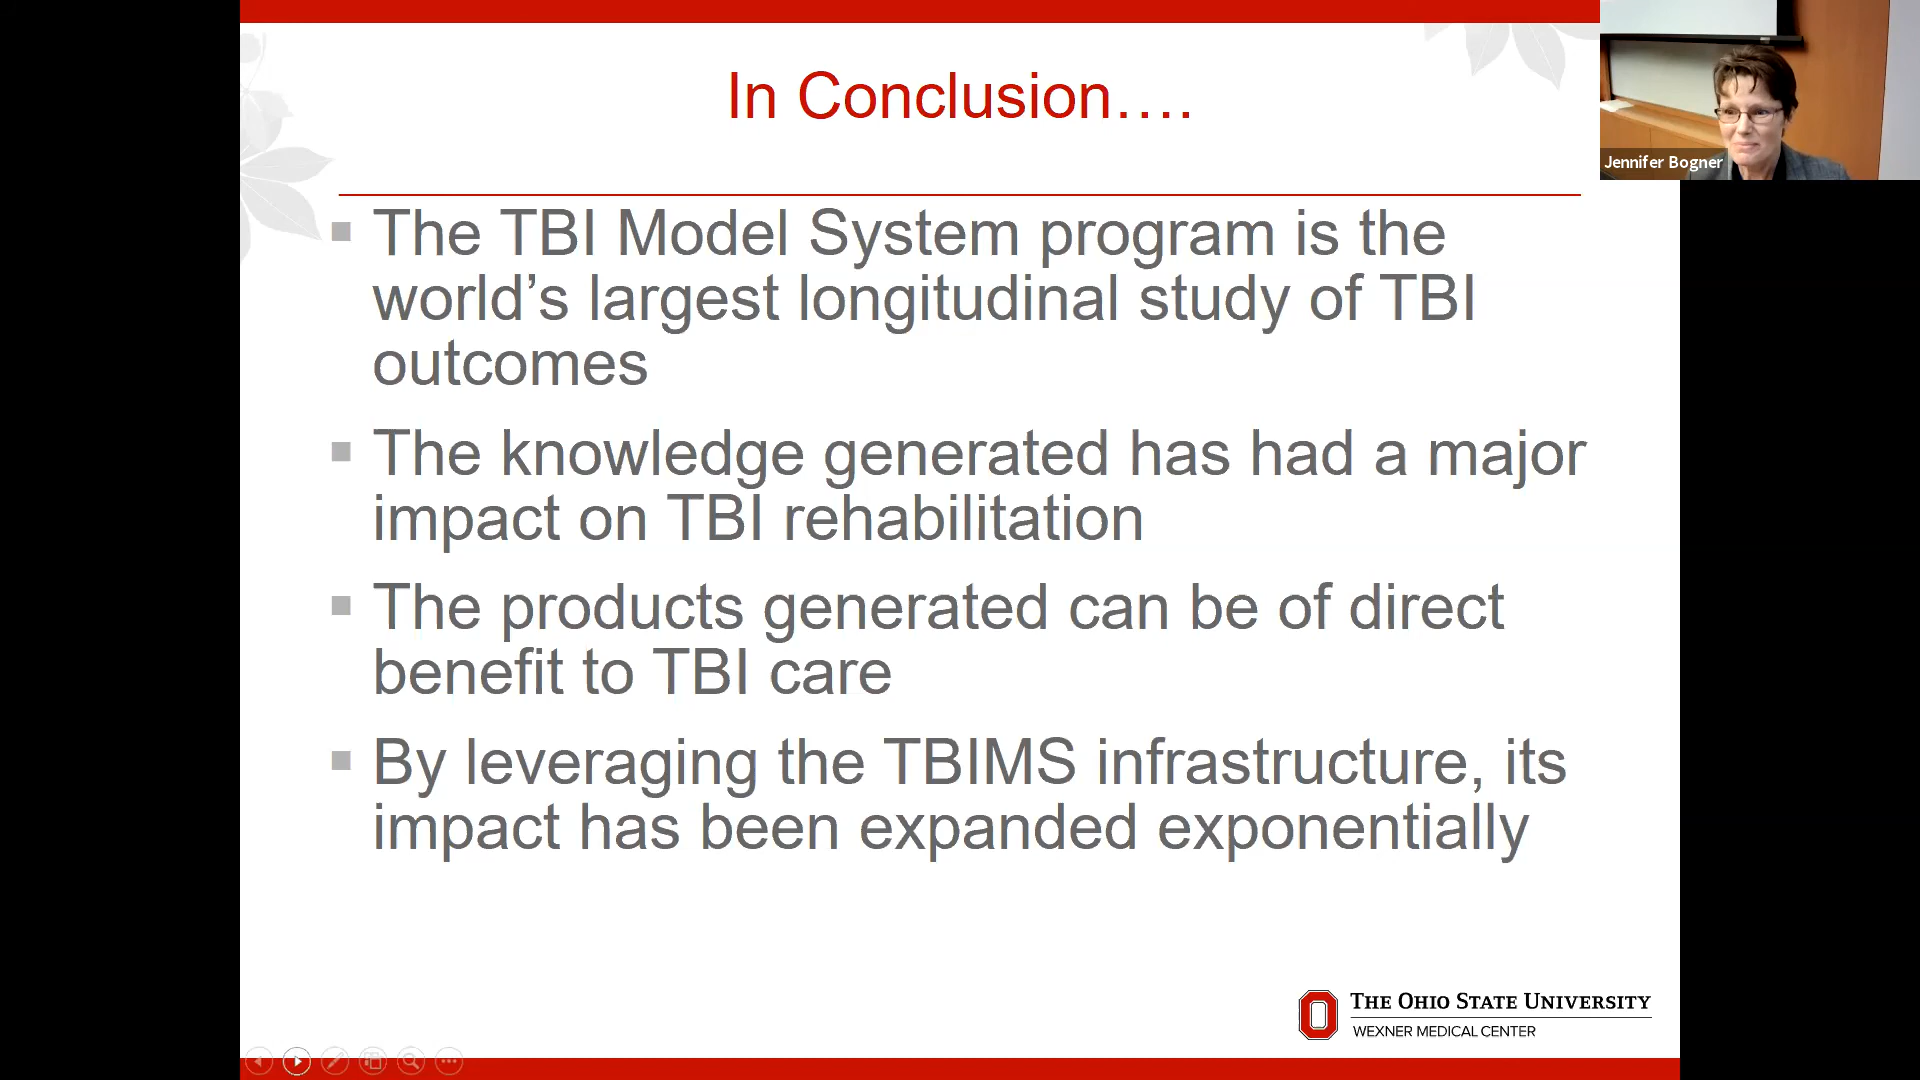 In Conclusion….
Jennifer Bogner
The TBI Model System program is the
world’s largest longitudinal study of TBI
outcomes
The knowledge generated has had a major
impact on TBI rehabilitation
The products generated can be of direct
benefit to TBI care
By leveraging the TBIMS infrastructure, its
impact has been expanded exponentially
THE OHIO STATE UNIVERSITY
WEXNER MEDICAL CENTER